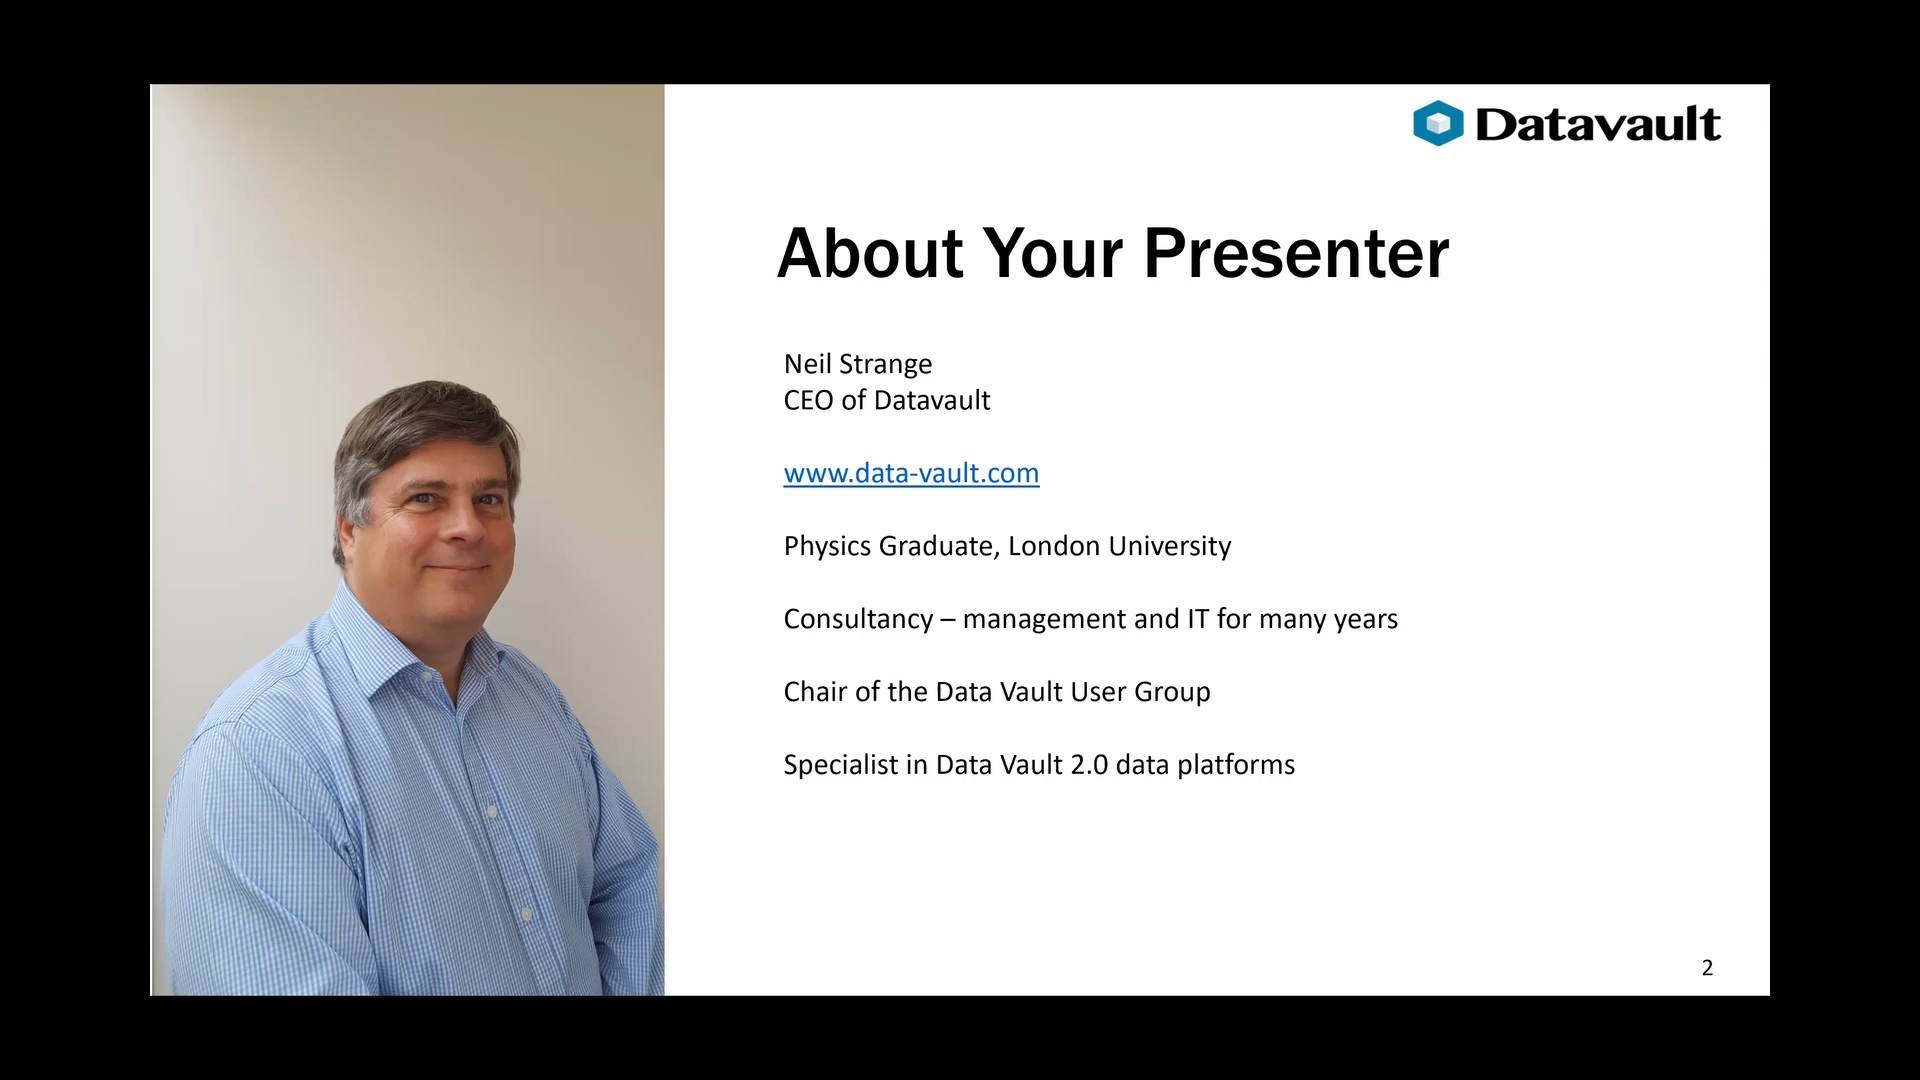 Datavault
About Your Presenter
Neil Strange
CEO of Datavault
www.data-vault.com
Physics Graduate, London University
Consultancy – management and IT for many years
Chair of the Data Vault User Group
Specialist in Data Vault 2.0 data platforms
2